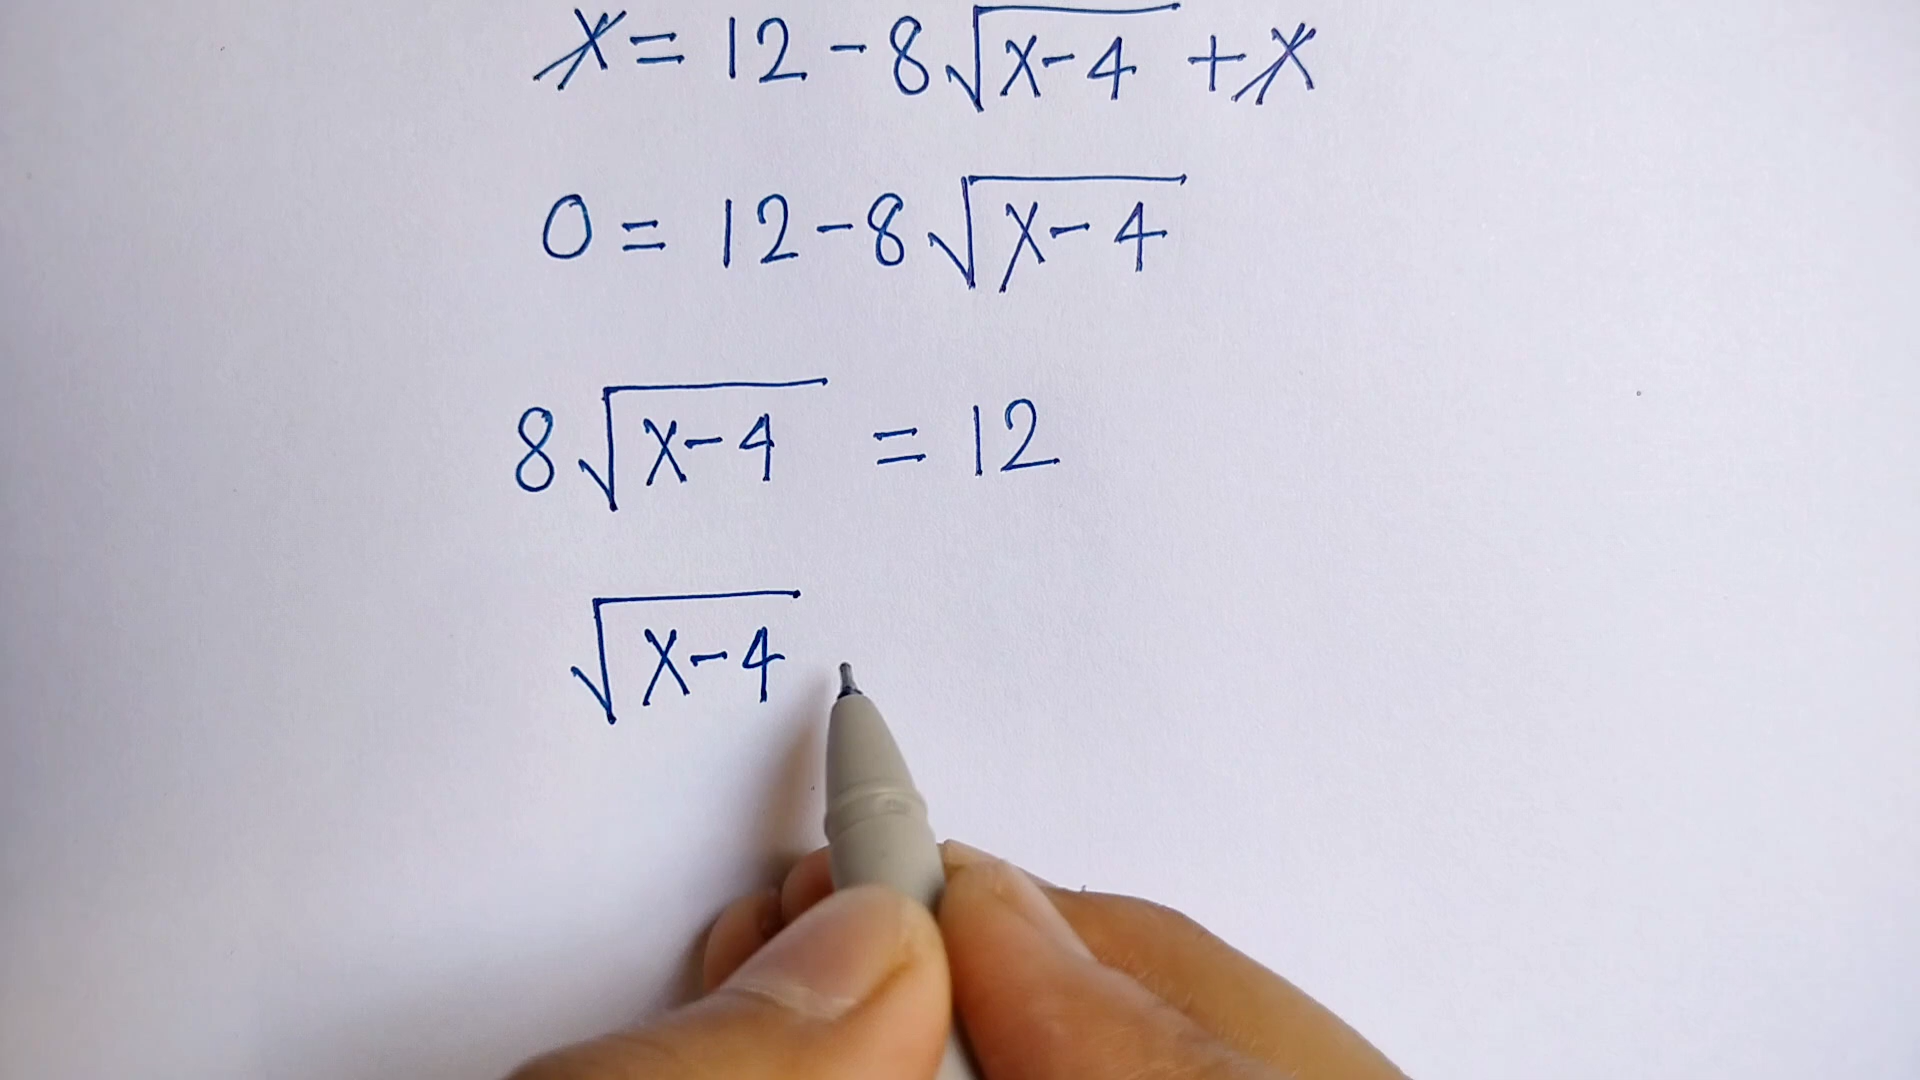 x = 12 - 8√x-4 + x
0 = 12 - 8√x-4
8√x-4 = 12
√x-4